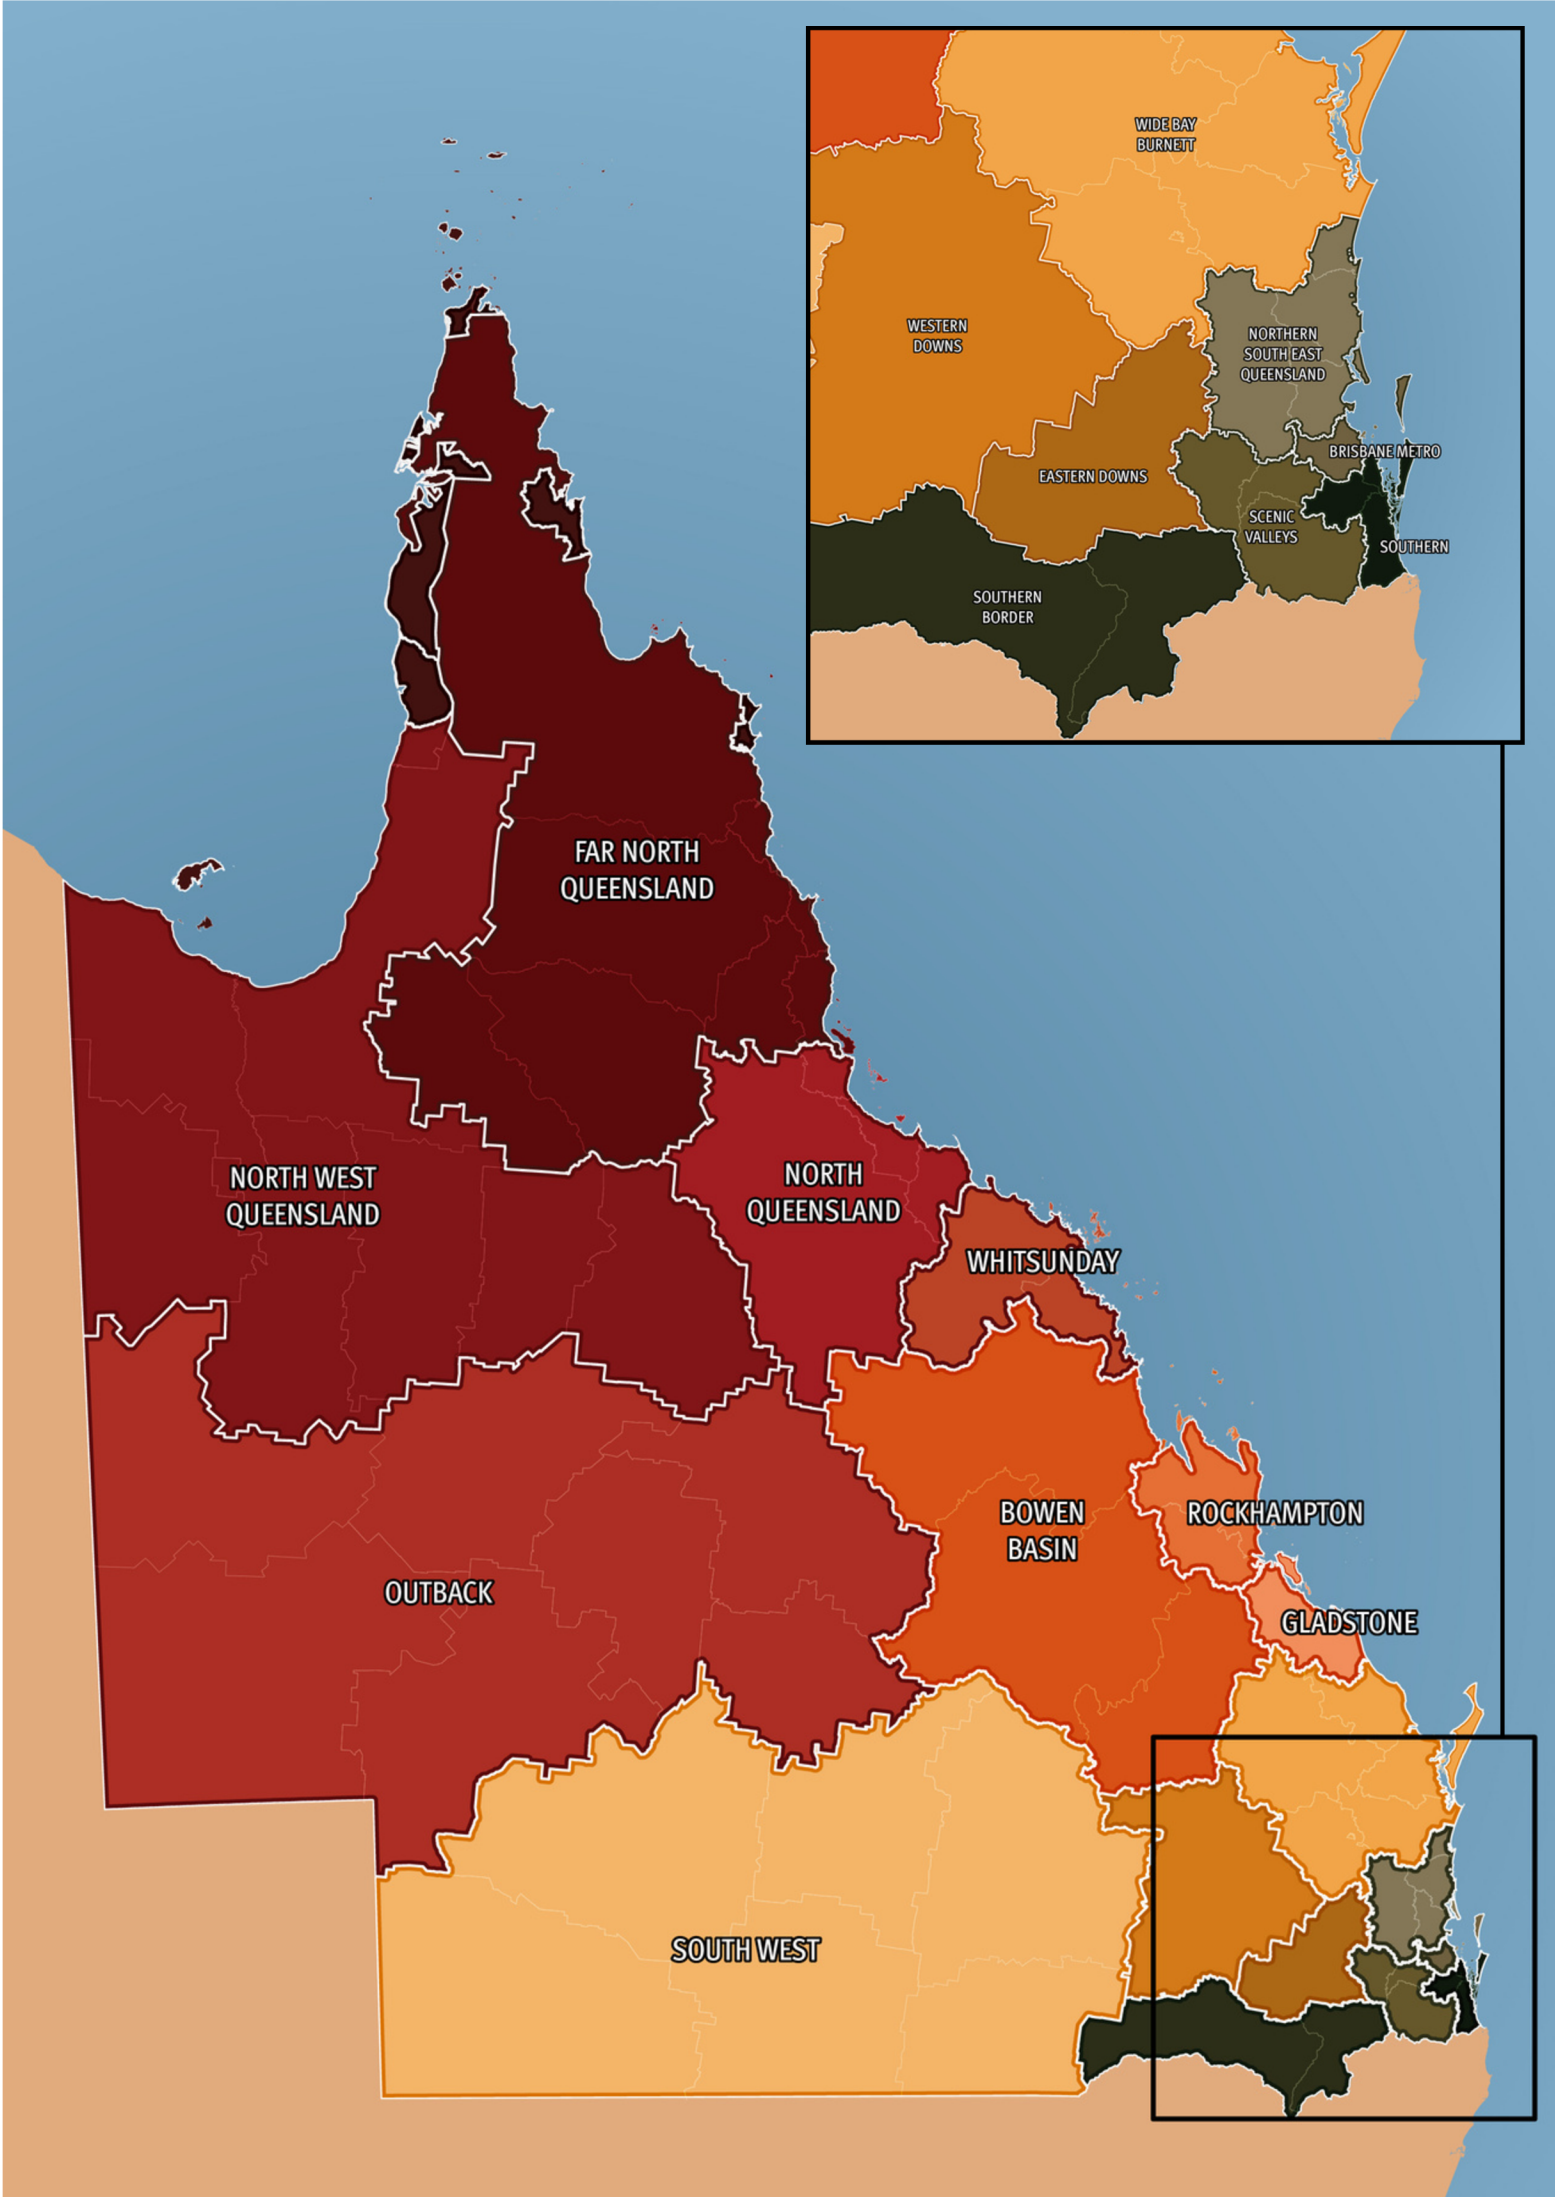 WIDE BAY
BURNETT
WESTERN
DOWNS
NORTHERN
SOUTH EAST
QUEENSLAND
BRISBANE METRO
EASTERN DOWNS
SCENIC
VALLEYS
SOUTHERN
SOUTHERN
BORDER
FAR NORTH
QUEENSLAND
NORTH WEST
QUEENSLAND
NORTH
QUEENSLAND
WHITSUNDAY
BOWEN
BASIN
ROCKHAMPTON
OUTBACK
GLADSTONE
SOUTH WEST